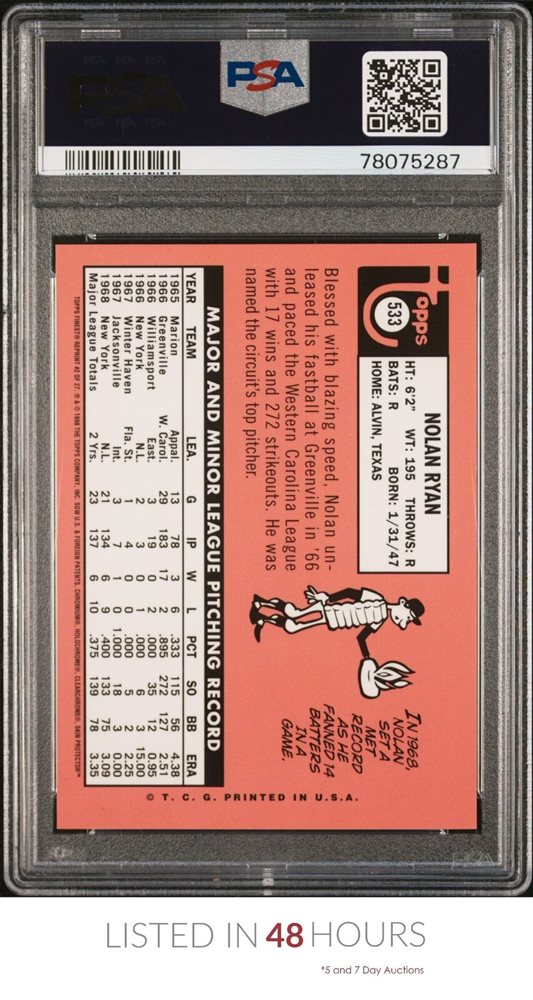 PSA
78075287
Topps
533
NOLAN RYAN
HT: 6'2" WT: 195 THROWS: R
BATS: R BORN: 1/31/47
HOME: ALVIN, TEXAS
Blessed with blazing speed, Nolan un-
leased his fastball at Greenville in '66
and paced the Western Carolina League
with 17 wins and 272 strikeouts. He was
named the circuit's top pitcher.
IN 1968,
NOLAN
SET A
MET
RECORD
AS HE
FANNED 14
BATTERS
IN A
GAME.
MAJOR AND MINOR LEAGUE PITCHING RECORD
YEAR TEAM LEA. G IP W L PCT SO BB ERA
1965 Marion Appal. 13 78 3 6 .333 115 56 4.38
1966 Greenville W. Carol. 29 183 17 2 .895 272 127 2.51
1966 Williamsport East. 3 19 0 2 .000 35 12 0.95
1966 New York N.L. 2 3 0 1 .000 6 3 15.00
1967 Winter Haven Fla. St. 1 4 0 0 .000 5 2 2.25
1967 Jacksonville Int. 3 7 1 0 1.000 18 3 0.00
1968 New York N.L. 21 134 6 9 .400 133 75 3.09
Major League Totals 2 Yrs. 23 137 6 10 .375 139 78 3.35
© T. C. G. PRINTED IN U.S.A.
LISTED IN 48 HOURS
*5 and 7 Day Auctions